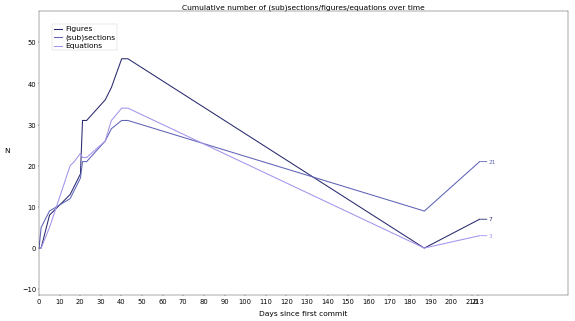 Cumulative number of (sub)sections/figures/equations over time
Figures
(sub)sections
Equations
N
50
40
30
20
10
0
−10
21
7
3
0 10 20 30 40 50 60 70 80 90 100 110 120 130 140 150 160 170 180 190 200 210 213
Days since first commit